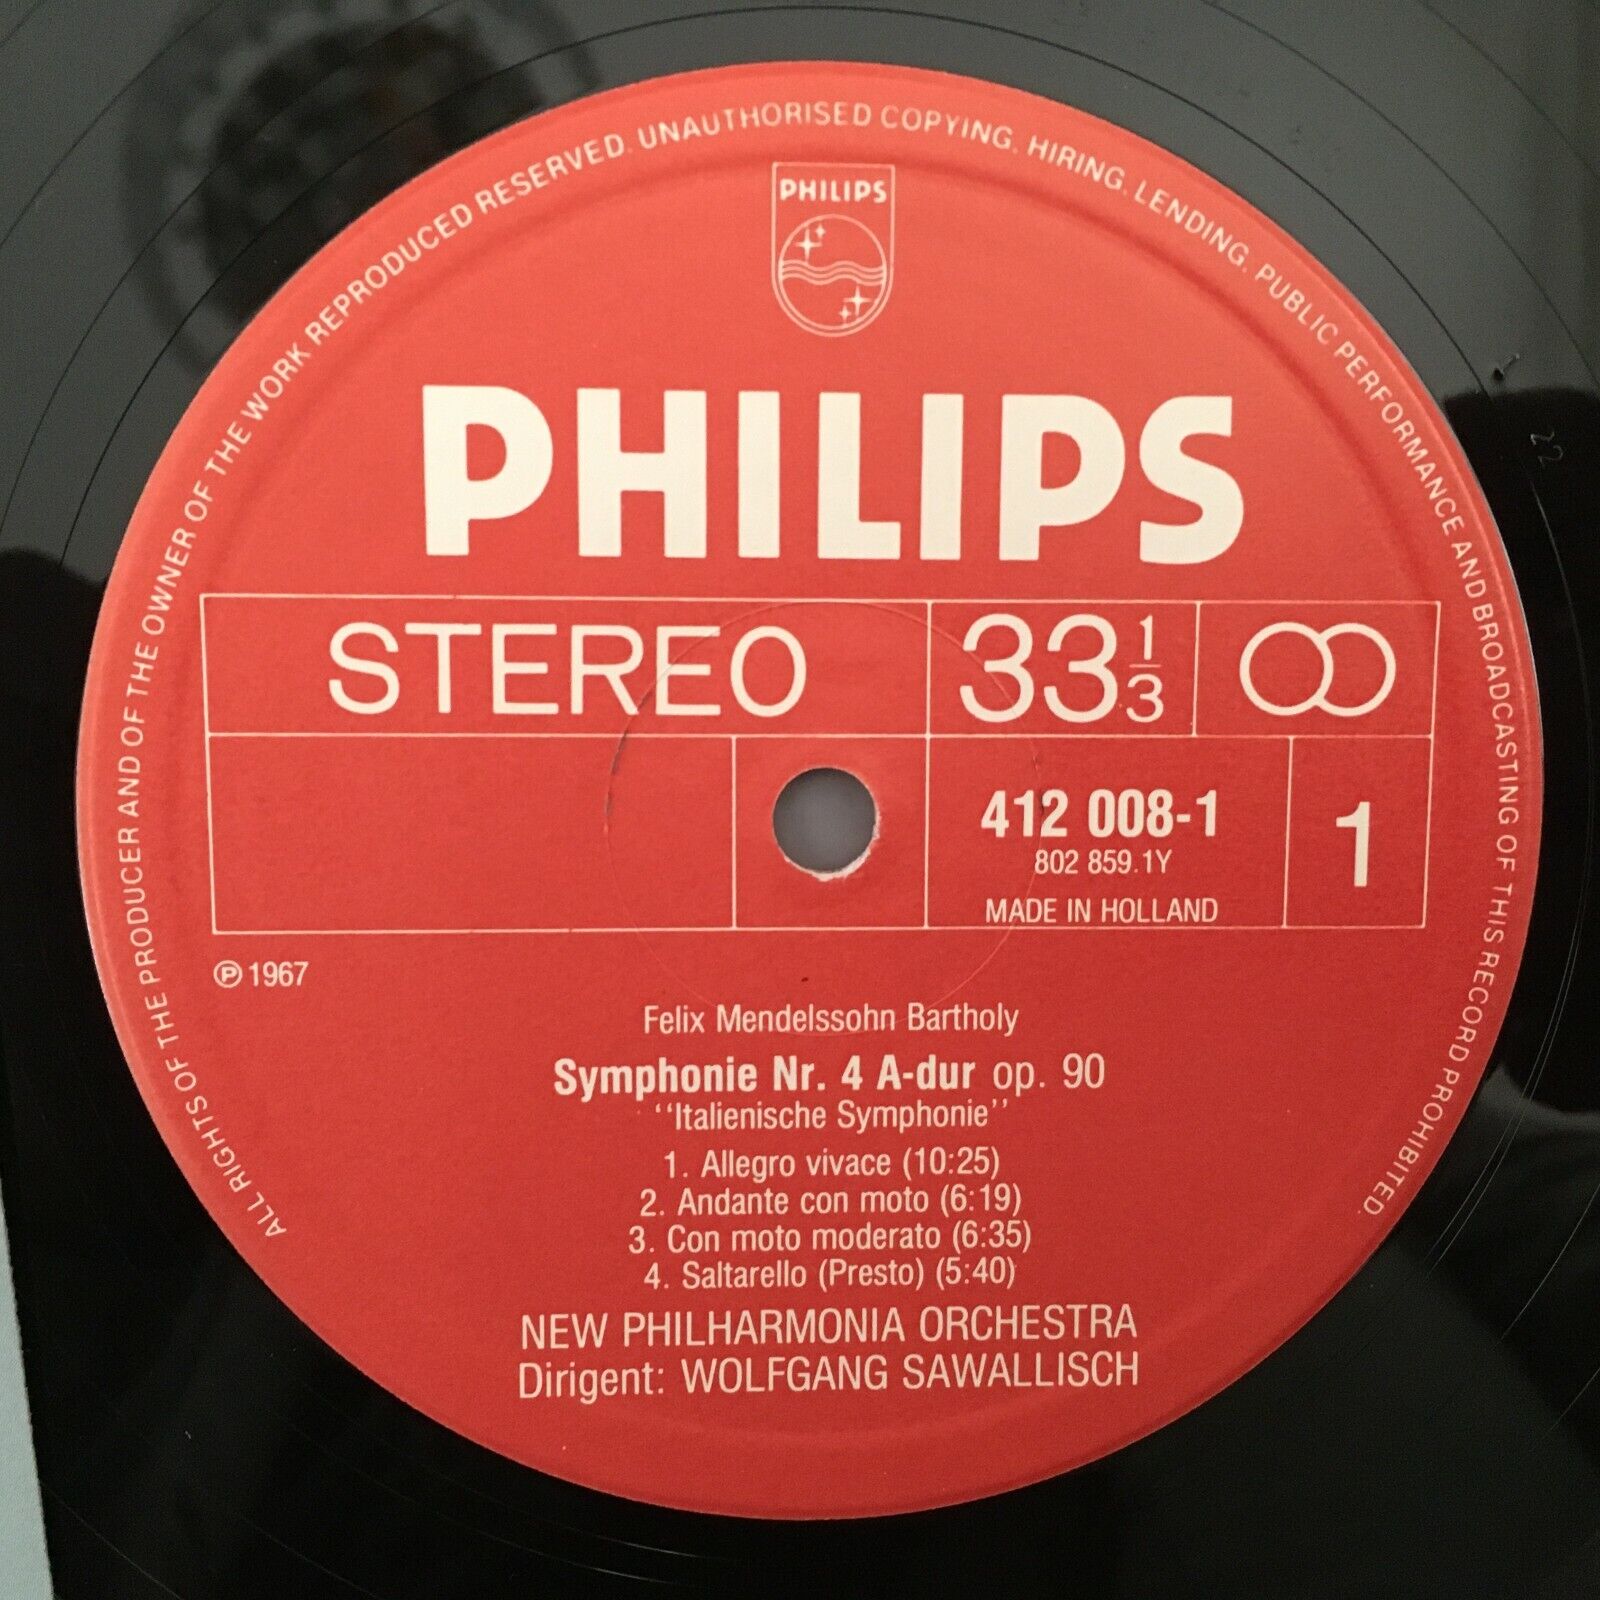 ALL RIGHTS OF THE PRODUCER AND OF THE OWNER OF THE WORK REPRODUCED RESERVED. UNAUTHORISED COPYING. HIRING. LENDING. PUBLIC PERFORMANCE AND BROADCASTING OF THIS RECORD PROHIBITED.
PHILIPS
PHILIPS
STEREO 33 1/3
412 008-1 1
802 859.1Y
MADE IN HOLLAND
℗ 1967
Felix Mendelssohn Bartholy
Symphonie Nr. 4 A-dur op. 90
''Italienische Symphonie''
1. Allegro vivace (10:25)
2. Andante con moto (6:19)
3. Con moto moderato (6:35)
4. Saltarello (Presto) (5:40)
NEW PHILHARMONIA ORCHESTRA
Dirigent: WOLFGANG SAWALLISCH
1
22